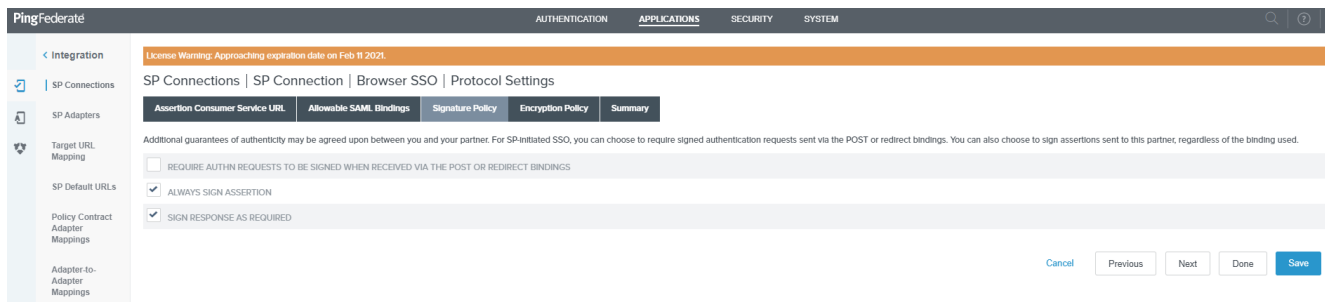 PingFederate AUTHENTICATION APPLICATIONS SECURITY SYSTEM
Integration
License Warning: Approaching expiration date on Feb 11 2021.
SP Connections
SP Adapters
Target URL
Mapping
SP Default URLs
Policy Contract
Adapter
Mappings
Adapter-to-
Adapter
Mappings
SP Connections | SP Connection | Browser SSO | Protocol Settings
Assertion Consumer Service URL Allowable SAML Bindings Signature Policy Encryption Policy Summary
Additional guarantees of authenticity may be agreed upon between you and your partner. For SP-initiated SSO, you can choose to require signed authentication requests sent via the POST or redirect bindings. You can also choose to sign assertions sent to this partner, regardless of the binding used.
REQUIRE AUTHN REQUESTS TO BE SIGNED WHEN RECEIVED VIA THE POST OR REDIRECT BINDINGS
ALWAYS SIGN ASSERTION
SIGN RESPONSE AS REQUIRED
Cancel Previous Next Done Save